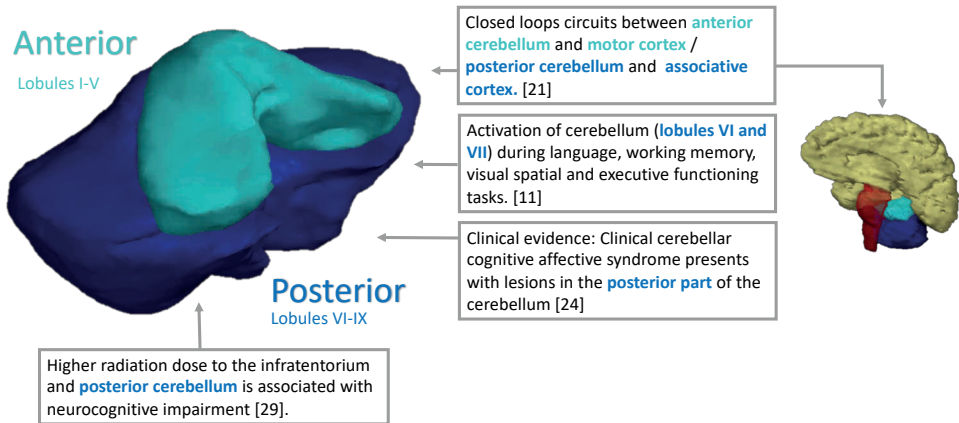 Anterior
Lobules I-V
Closed loops circuits between anterior
cerebellum and motor cortex /
posterior cerebellum and associative
cortex. [21]
Activation of cerebellum (lobules VI and
VII) during language, working memory,
visual spatial and executive functioning
tasks. [11]
Clinical evidence: Clinical cerebellar
cognitive affective syndrome presents
with lesions in the posterior part of the
cerebellum [24]
Posterior
Lobules VI-IX
Higher radiation dose to the infratentorium
and posterior cerebellum is associated with
neurocognitive impairment [29].